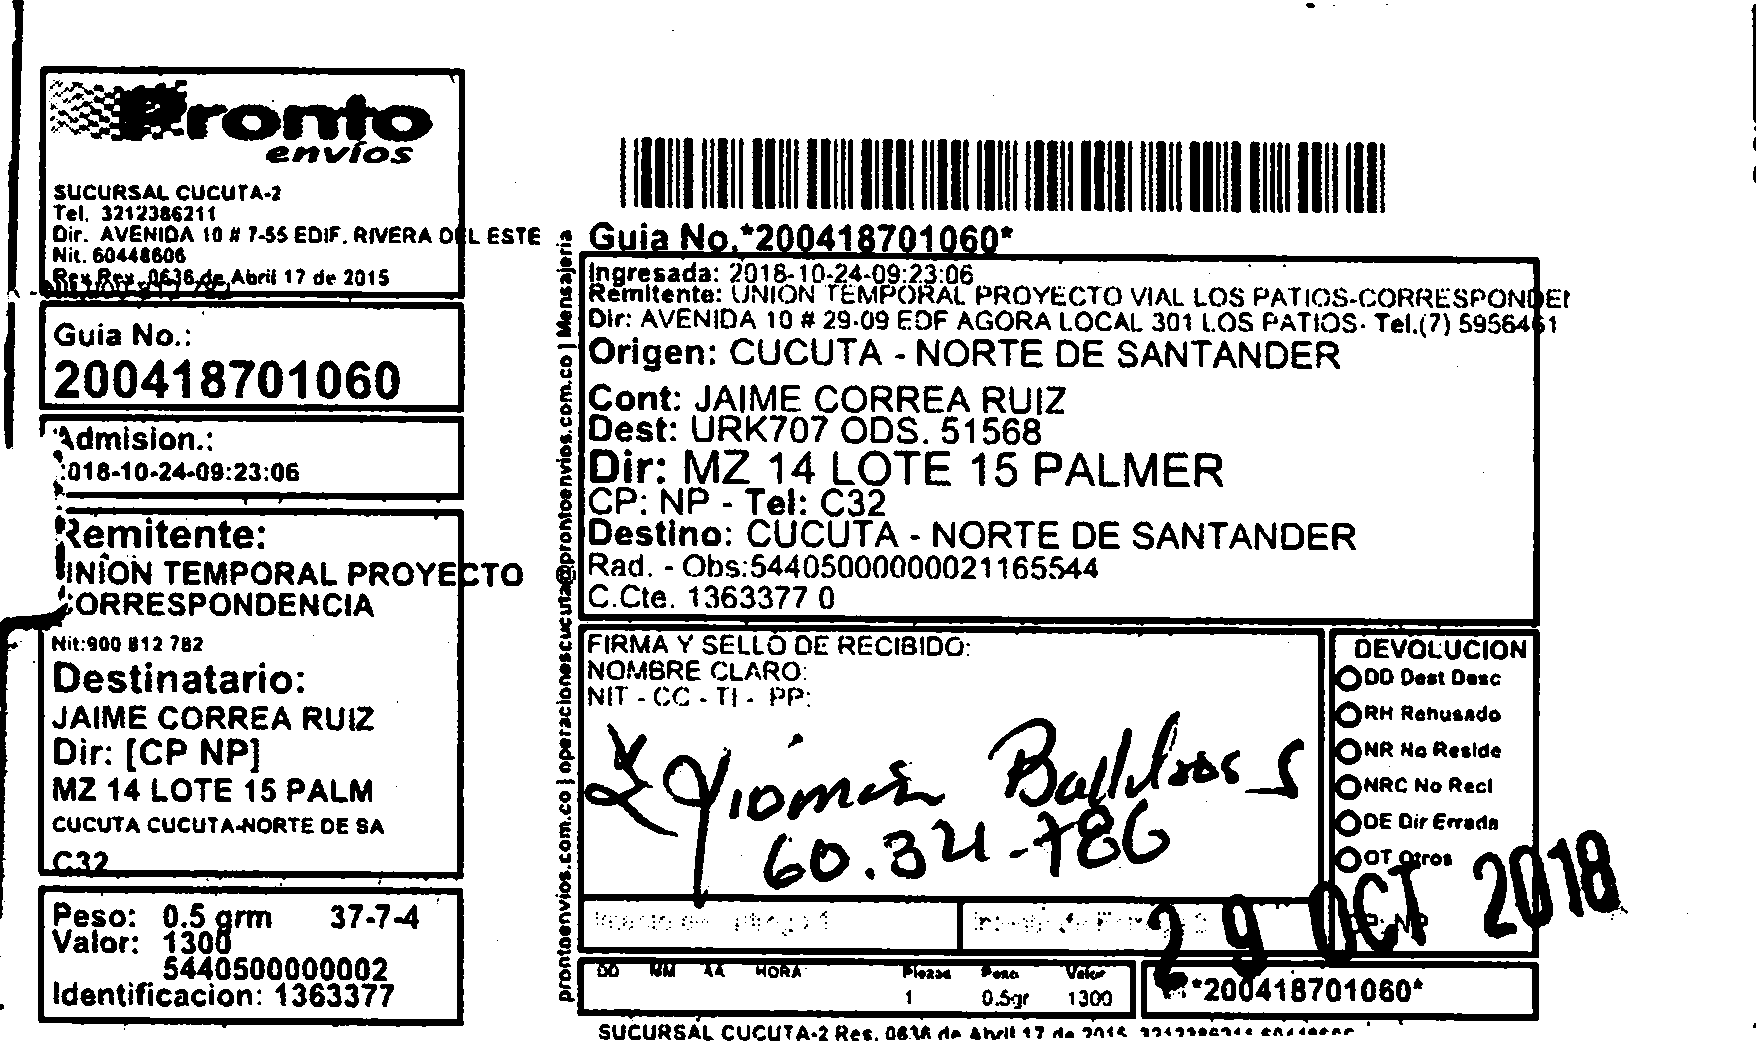 Pronto
envíos
SUCURSAL CUCUTA-2
Tel. 3212386211
Dir. AVENIDA 10 # 7-55 EDIF. RIVERA DEL ESTE
Nit. 60448606
Res.Rex. 0636 de Abril 17 de 2015
Guia No.:
200418701060
Admision.:
2018-10-24-09:23:06
Remitente:
UNION TEMPORAL PROYECTO
CORRESPONDENCIA
Nit:900 812 782
Destinatario:
JAIME CORREA RUIZ
Dir: [CP NP]
MZ 14 LOTE 15 PALM
CUCUTA CUCUTA-NORTE DE SA
C32
Peso: 0.5 grm 37-7-4
Valor: 1300
5440500000002
Identificacion: 1363377
prontoenvios.com.co | operacionescucuta@prontoenvios.com.co | Mensajeria
Guia No.*200418701060*
Ingresada: 2018-10-24-09:23:06
Remitente: UNION TEMPORAL PROYECTO VIAL LOS PATIOS-CORRESPONDEN
Dir: AVENIDA 10 # 29-09 EDF AGORA LOCAL 301 LOS PATIOS- Tel.(7) 5956461
Origen: CUCUTA - NORTE DE SANTANDER
Cont: JAIME CORREA RUIZ
Dest: URK707 ODS. 51568
Dir: MZ 14 LOTE 15 PALMER
CP: NP - Tel: C32
Destino: CUCUTA - NORTE DE SANTANDER
Rad. - Obs:54405000000021165544
C.Cte. 1363377 0
FIRMA Y SELLO DE RECIBIDO:
NOMBRE CLARO:
NIT - CC - TI - PP:
60.321-786
DEVOLUCION
DD Dest Desc
RH Rehusado
NR No Reside
NRC No Recl
DE Dir Errada
OT Otros
29 OCT 2018
DD MM AA HORA Piezas Peso Valor
1 0.5gr 1300
*200418701060*
SUCURSAL CUCUTA-2 Res. 0636 de Abril 17 de 2015 3212386211 60448606